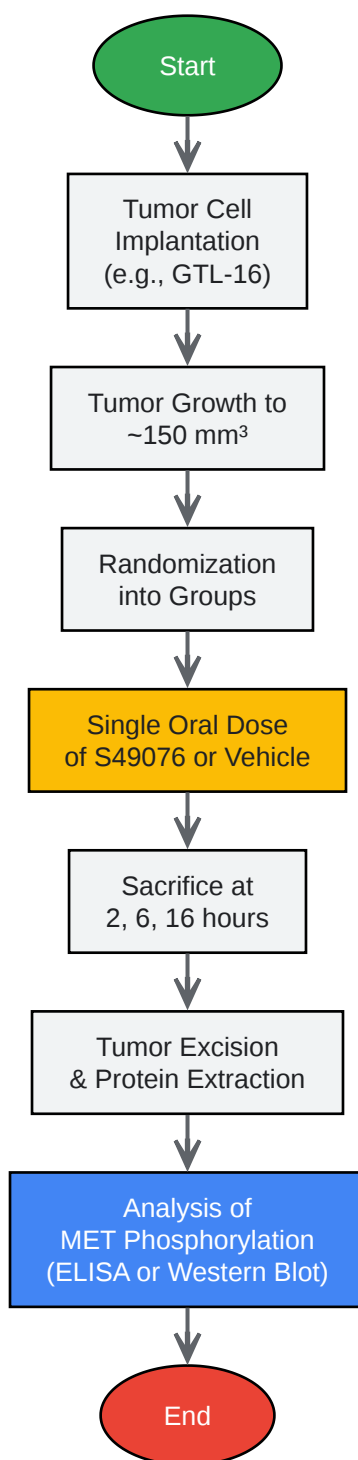 Start
Tumor Cell
Implantation
(e.g., GTL-16)
Tumor Growth to
~150 mm³
Randomization
into Groups
Single Oral Dose
of S49076 or Vehicle
Sacrifice at
2, 6, 16 hours
Tumor Excision
& Protein Extraction
Analysis of
MET Phosphorylation
(ELISA or Western Blot)
End